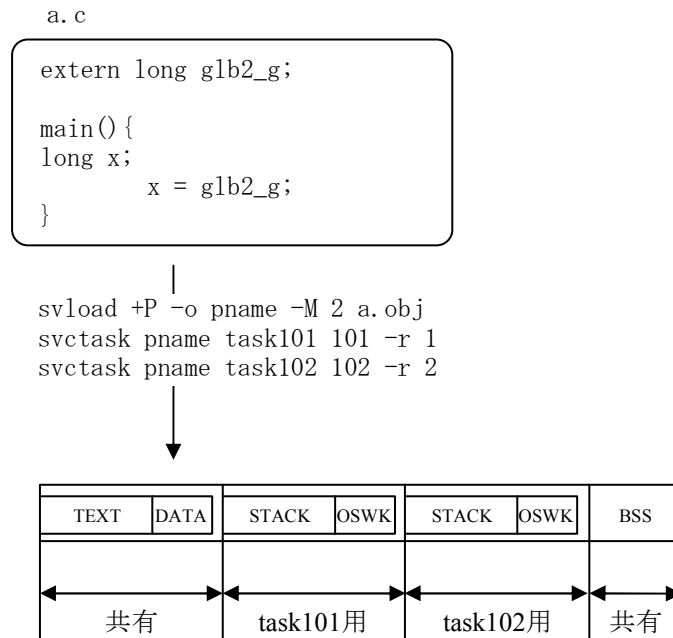 a.c
extern long glb2_g;
main(){
long x;
x = glb2_g;
}
svload +P -o pname -M 2 a.obj
svctask pname task101 101 -r 1
svctask pname task102 102 -r 2
TEXT DATA STACK OSWK STACK OSWK BSS
共有 task101用 task102用 共有